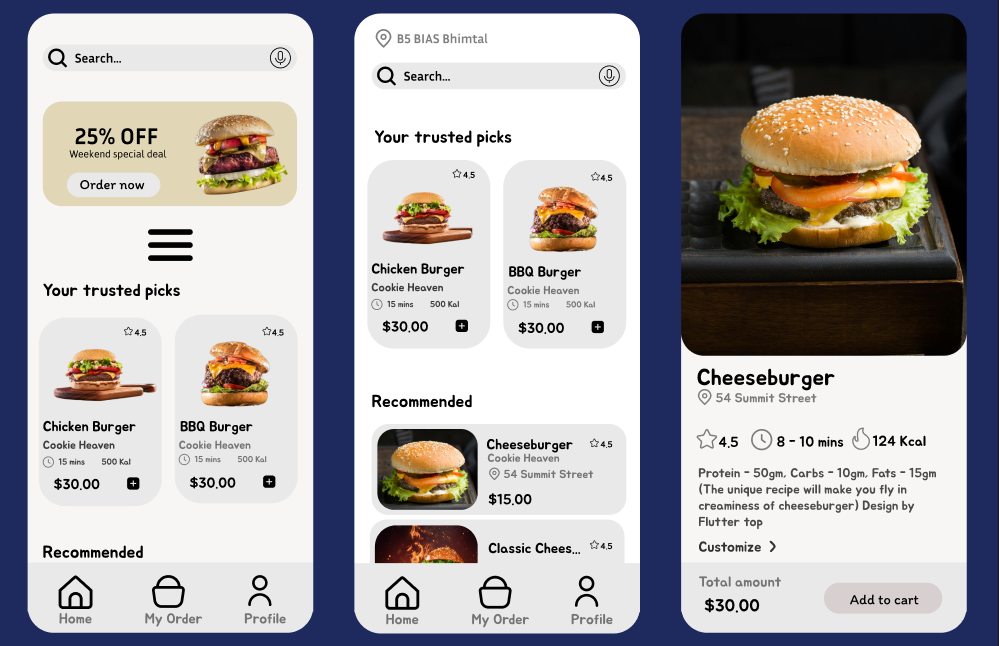 Search...
25% OFF
Weekend special deal
Order now
Your trusted picks
4.5
Chicken Burger
Cookie Heaven
15 mins 500 Kal
$30.00
4.5
BBQ Burger
Cookie Heaven
15 mins 500 Kal
$30.00
Recommended
Home My Order Profile
B5 BIAS Bhimtal
Search...
Your trusted picks
4.5
Chicken Burger
Cookie Heaven
15 mins 500 Kal
$30.00
4.5
BBQ Burger
Cookie Heaven
15 mins 500 Kal
$30.00
Recommended
Cheeseburger 4.5
Cookie Heaven
54 Summit Street
$15.00
Classic Chees... 4.5
Home My Order Profile
Cheeseburger
54 Summit Street
4.5 8 - 10 mins 124 Kcal
Protein - 50gm, Carbs - 10gm, Fats - 15gm
(The unique recipe will make you fly in
creaminess of cheeseburger) Design by
Flutter top
Customize >
Total amount
$30.00
Add to cart